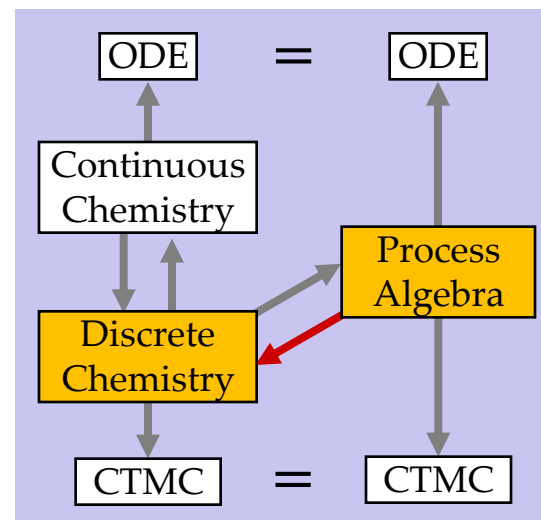 ODE = ODE
Continuous
Chemistry
Process
Algebra
Discrete
Chemistry
CTMC = CTMC